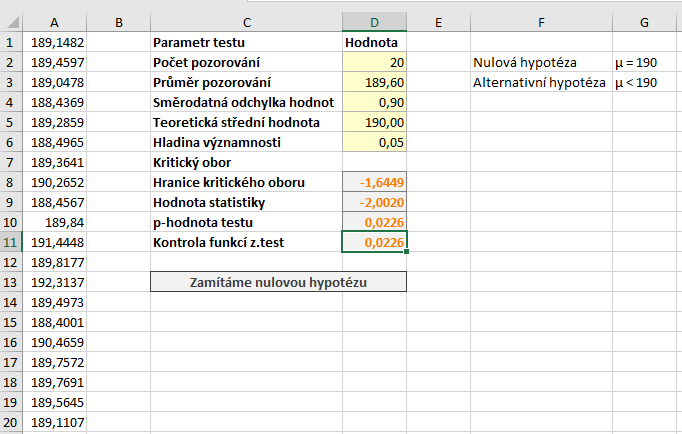 A B C D E F G
1 189,1482 Parametr testu Hodnota
2 189,4597 Počet pozorování 20 Nulová hypotéza μ = 190
3 189,0478 Průměr pozorování 189,60 Alternativní hypotéza μ < 190
4 188,4369 Směrodatná odchylka hodnot 0,90
5 189,2859 Teoretická střední hodnota 190,00
6 188,4965 Hladina významnosti 0,05
7 189,3641 Kritický obor
8 190,2652 Hranice kritického oboru -1,6449
9 188,4567 Hodnota statistiky -2,0020
10 189,84 p-hodnota testu 0,0226
11 191,4448 Kontrola funkcí z.test 0,0226
12 189,8177
13 192,3137 Zamítáme nulovou hypotézu
14 189,4973
15 188,4001
16 190,4659
17 189,7572
18 189,7691
19 189,5645
20 189,1107